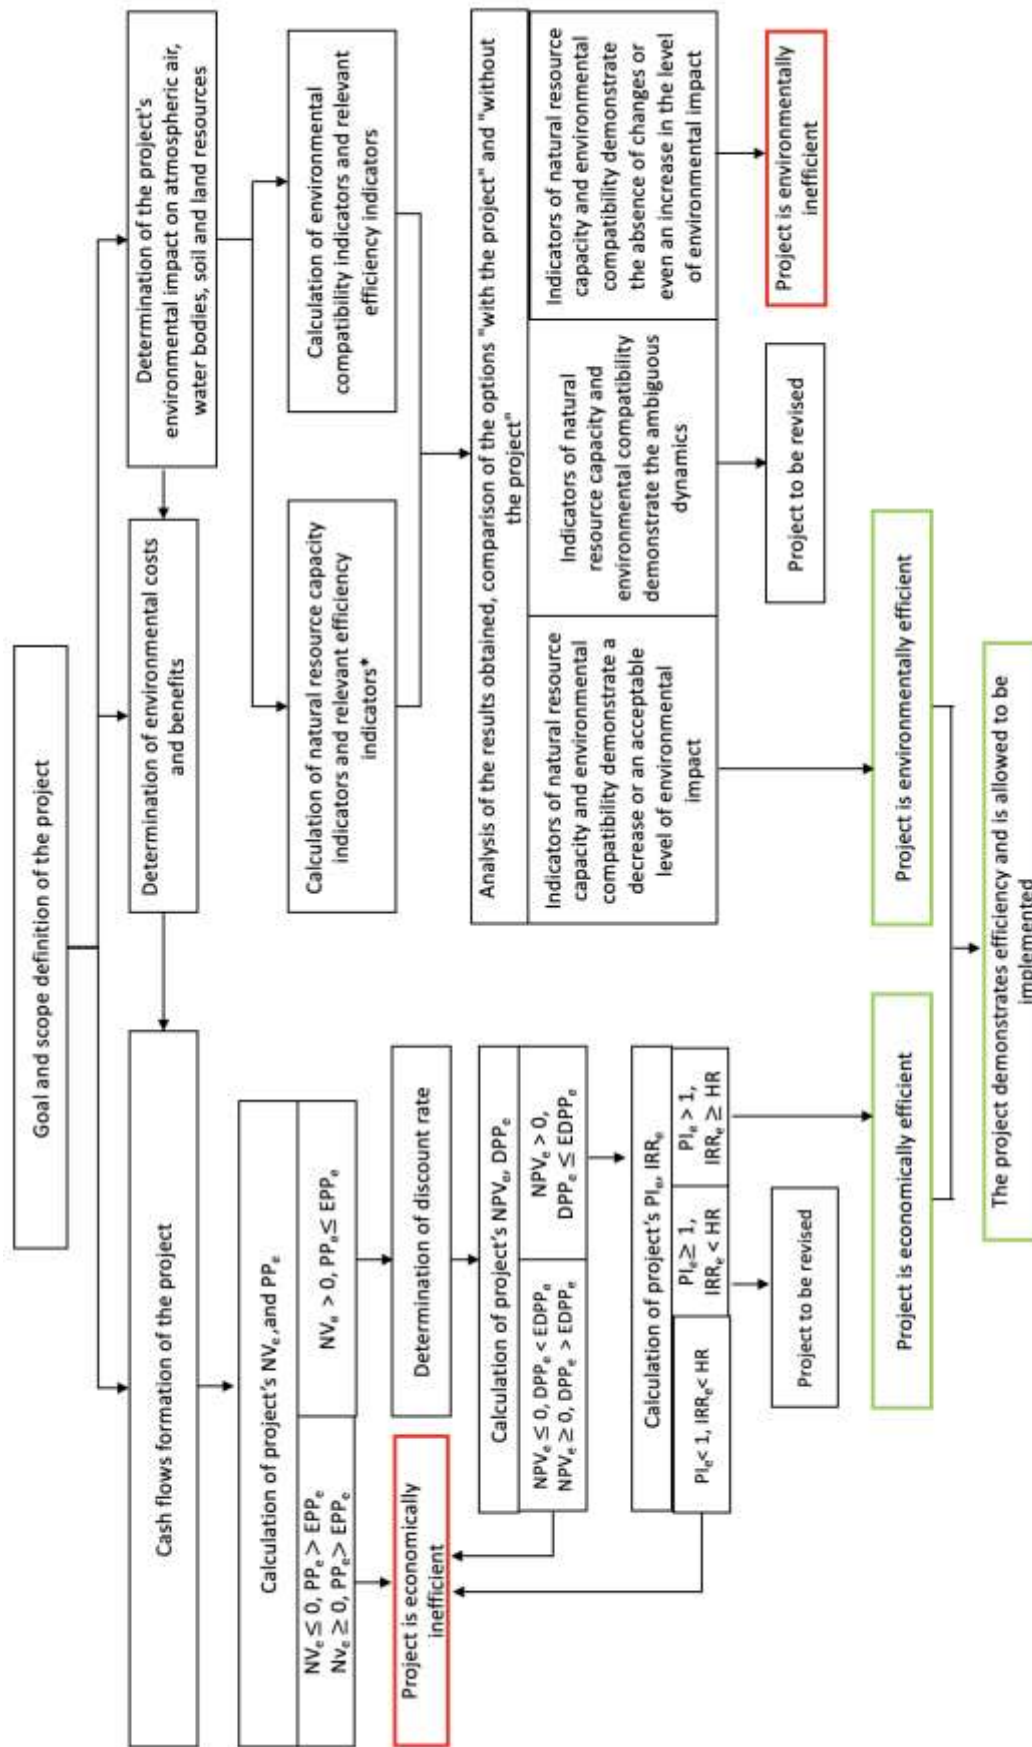 Goal and scope definition of the project
Cash flows formation of the project
Determination of environmental costs
and benefits
Determination of the project's
environmental impact on atmospheric air,
water bodies, soil and land resources
Calculation of project's NVₑ,and PPₑ
NVₑ ≤ 0, PPₑ> EPPₑ
Nvₑ ≥ 0, PPₑ> EPPₑ
NVₑ > 0, PPₑ≤ EPPₑ
Project is economically
inefficient
Determination of discount rate
Calculation of project's NPVₑ, DPPₑ
NPVₑ ≤ 0, DPPₑ < EDPPₑ
NPVₑ ≥ 0, DPPₑ > EDPPₑ
NPVₑ > 0,
DPPₑ ≤ EDPPₑ
Calculation of project's PIₑ, IRRₑ
PIₑ< 1, IRRₑ< HR
PIₑ≥ 1,
IRRₑ< HR
PIₑ > 1,
IRRₑ ≥ HR
Project to be revised
Project is economically efficient
Calculation of natural resource capacity
indicators and relevant efficiency
indicators*
Calculation of environmental
compatibility indicators and relevant
efficiency indicators
Analysis of the results obtained, comparison of the options "with the project" and "without
the project"
Indicators of natural resource
capacity and environmental
compatibility demonstrate a
decrease or an acceptable
level of environmental
impact
Indicators of natural
resource capacity and
environmental compatibility
demonstrate the ambiguous
dynamics
Indicators of natural resource
capacity and environmental
compatibility demonstrate
the absence of changes or
even an increase in the level
of environmental impact
Project to be revised
Project is environmentally
inefficient
Project is environmentally efficient
The project demonstrates efficiency and is allowed to be
implemented